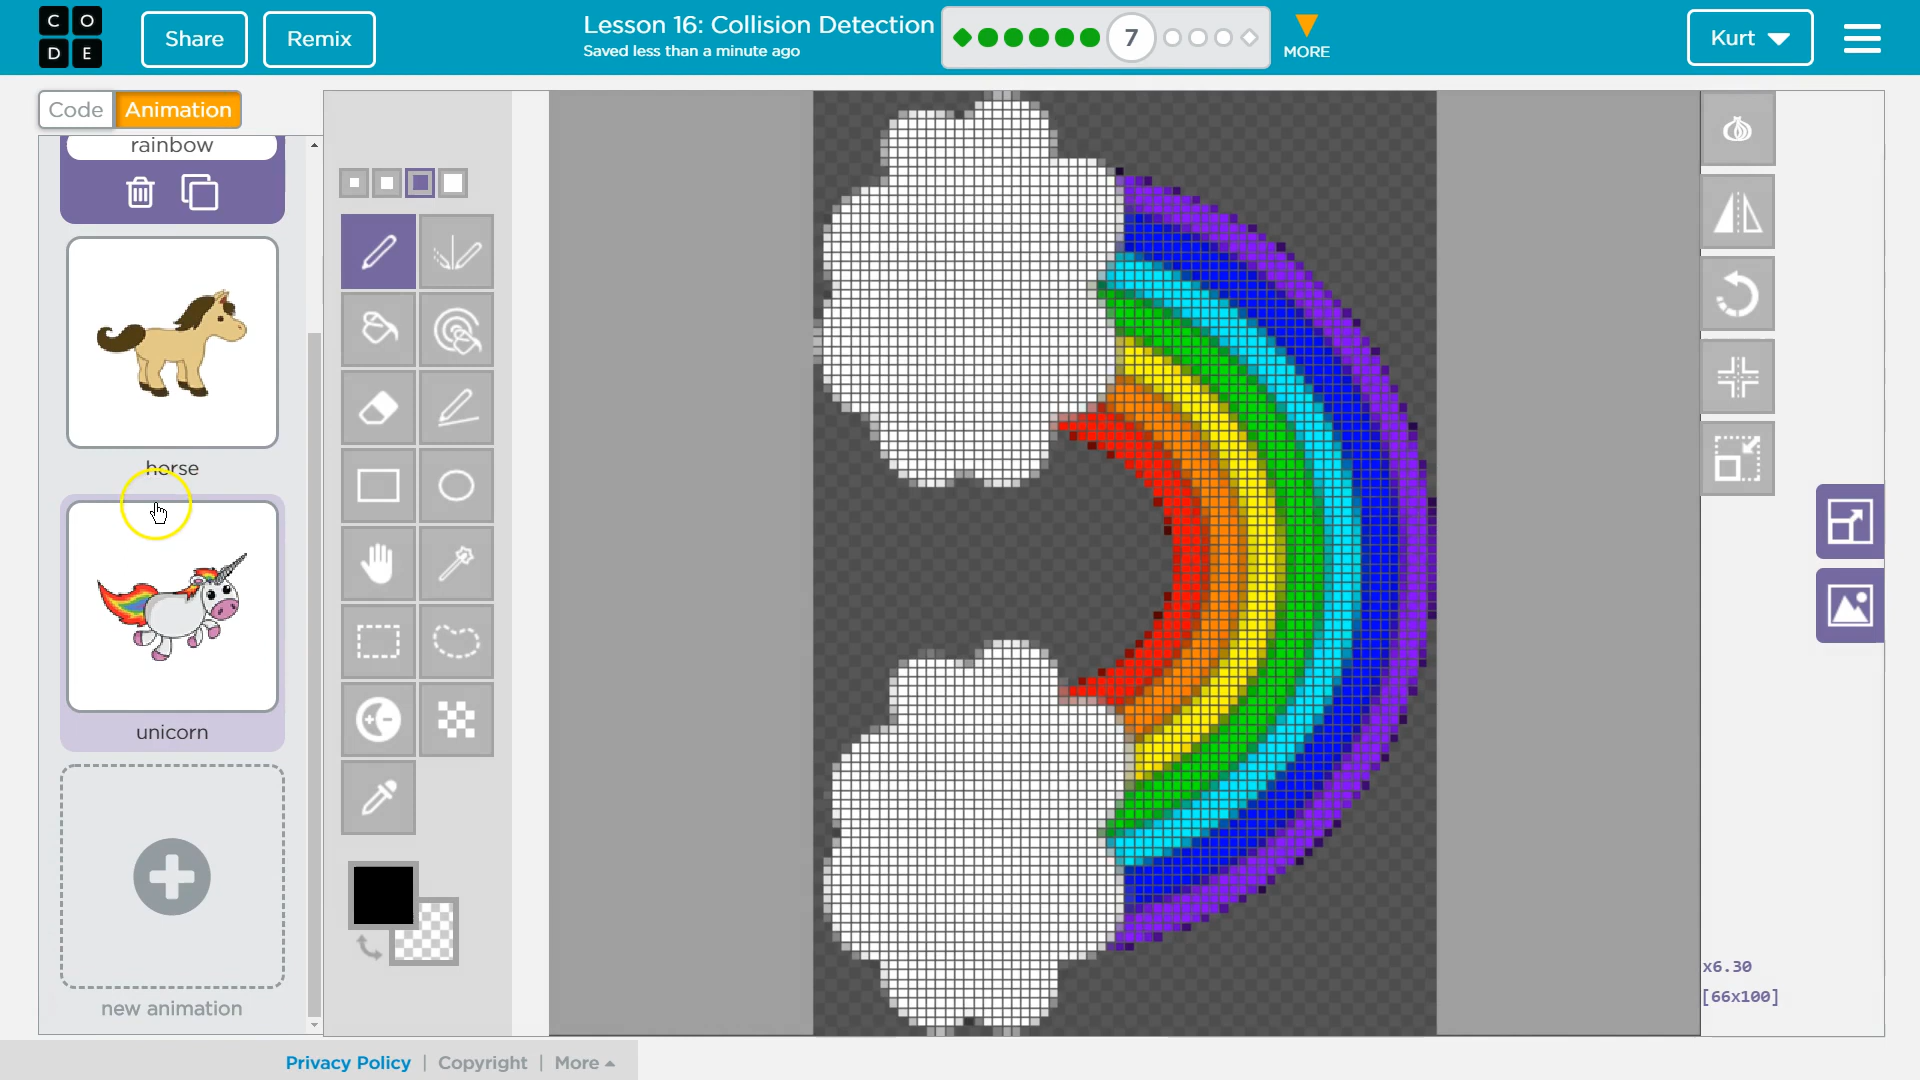 C O
D E
Share
Remix
Lesson 16: Collision Detection
Saved less than a minute ago
7
MORE
Kurt
Code
Animation
rainbow
horse
unicorn
new animation
x6.30
[66x100]
Privacy Policy | Copyright | More